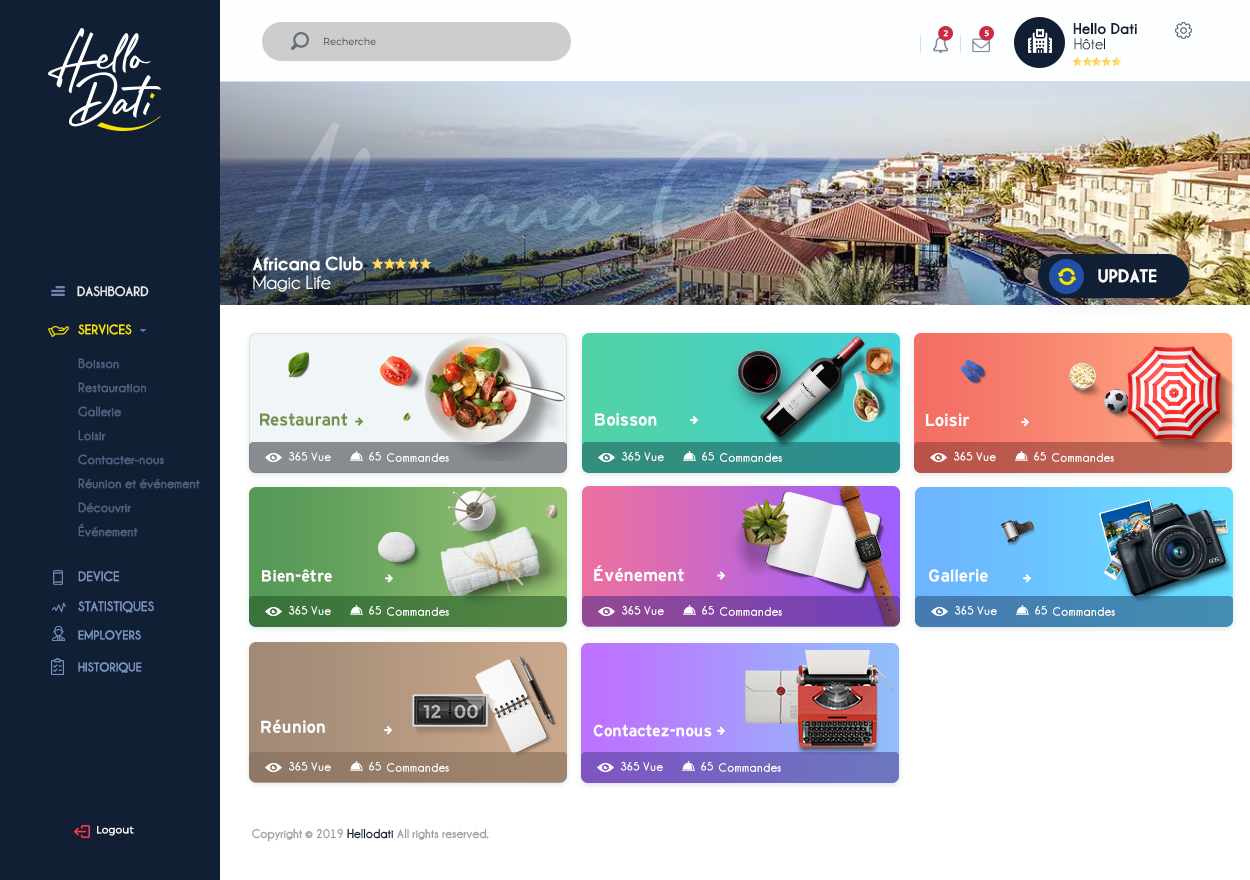 Hello
Dati
DASHBOARD
SERVICES
Boisson
Restauration
Gallerie
Loisir
Contacter-nous
Réunion et événement
Découvrir
Événement
DEVICE
STATISTIQUES
EMPLOYERS
HISTORIQUE
Logout
Recherche
2
5
Hello Dati
Hôtel
Africana Club
Africana Club
Magic Life
UPDATE
Restaurant
365 Vue 65 Commandes
Boisson
365 Vue 65 Commandes
Loisir
365 Vue 65 Commandes
Bien-être
365 Vue 65 Commandes
Événement
365 Vue 65 Commandes
Gallerie
EOS
365 Vue 65 Commandes
Réunion
12 00
365 Vue 65 Commandes
Contactez-nous
365 Vue 65 Commandes
Copyright © 2019 Hellodati All rights reserved.